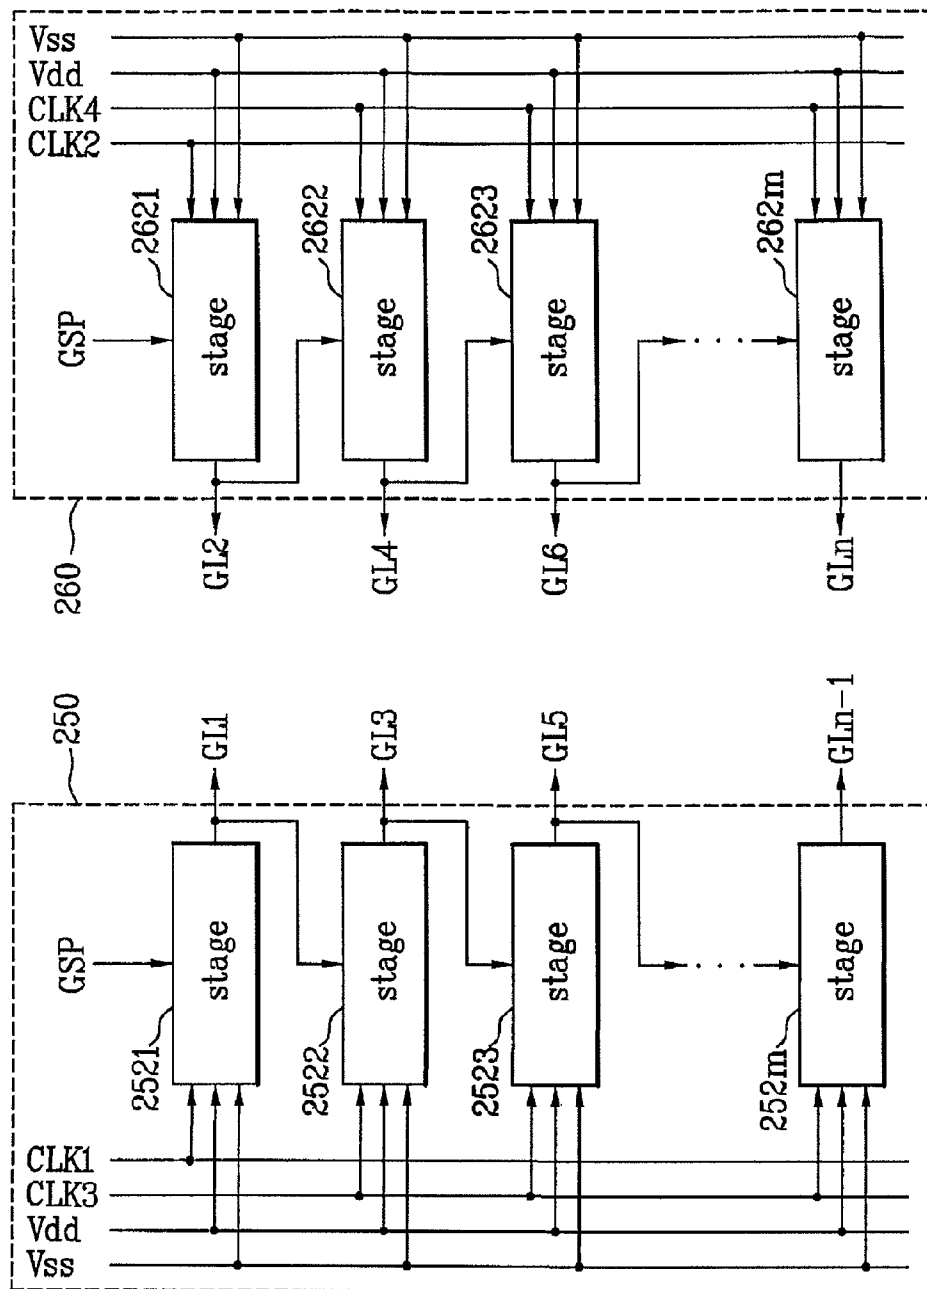 Vss
Vdd
CLK4
CLK2
2621
2622
2623
262m
GSP
stage
stage
stage
stage
260
GL2
GL4
GL6
GLn
250
GL1
GL3
GL5
GLn-1
GSP
stage
stage
stage
stage
2521
2522
2523
252m
CLK1
CLK3
Vdd
Vss